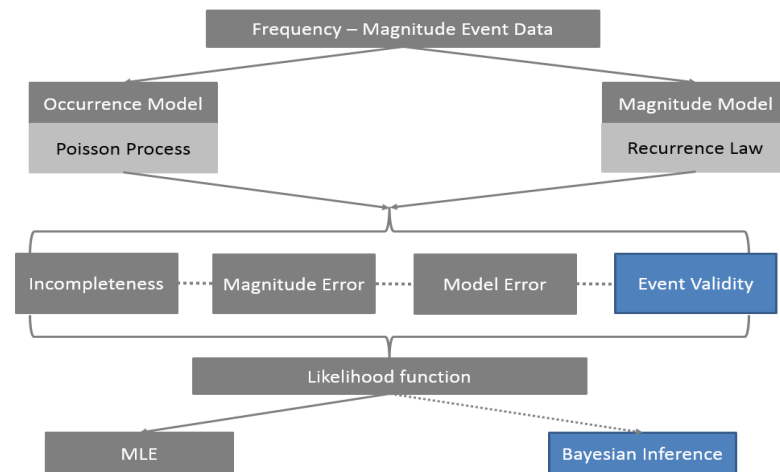 Frequency – Magnitude Event Data
Occurrence Model
Magnitude Model
Poisson Process
Recurrence Law
Incompleteness
Magnitude Error
Model Error
Event Validity
Likelihood function
MLE
Bayesian Inference